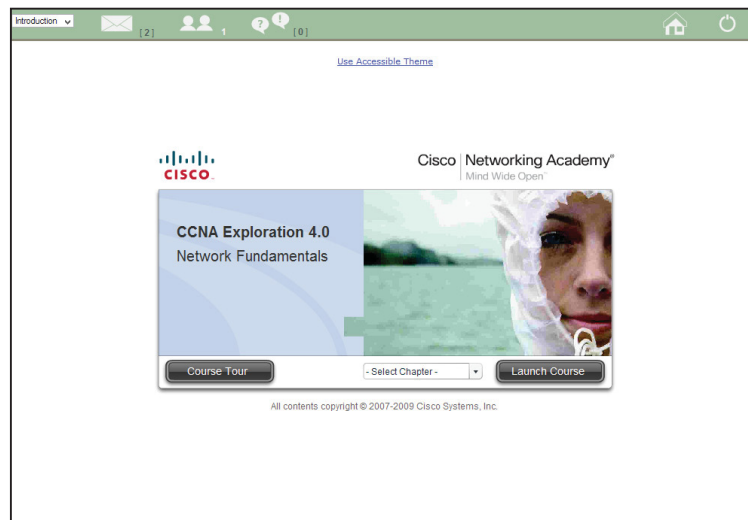 Introduction
[ 2 ]
1
? !
[ 0 ]
Use Accessible Theme
CISCO
Cisco Networking Academy®
Mind Wide Open™
CCNA Exploration 4.0
Network Fundamentals
Course Tour
- Select Chapter -
Launch Course
All contents copyright © 2007-2009 Cisco Systems, Inc.